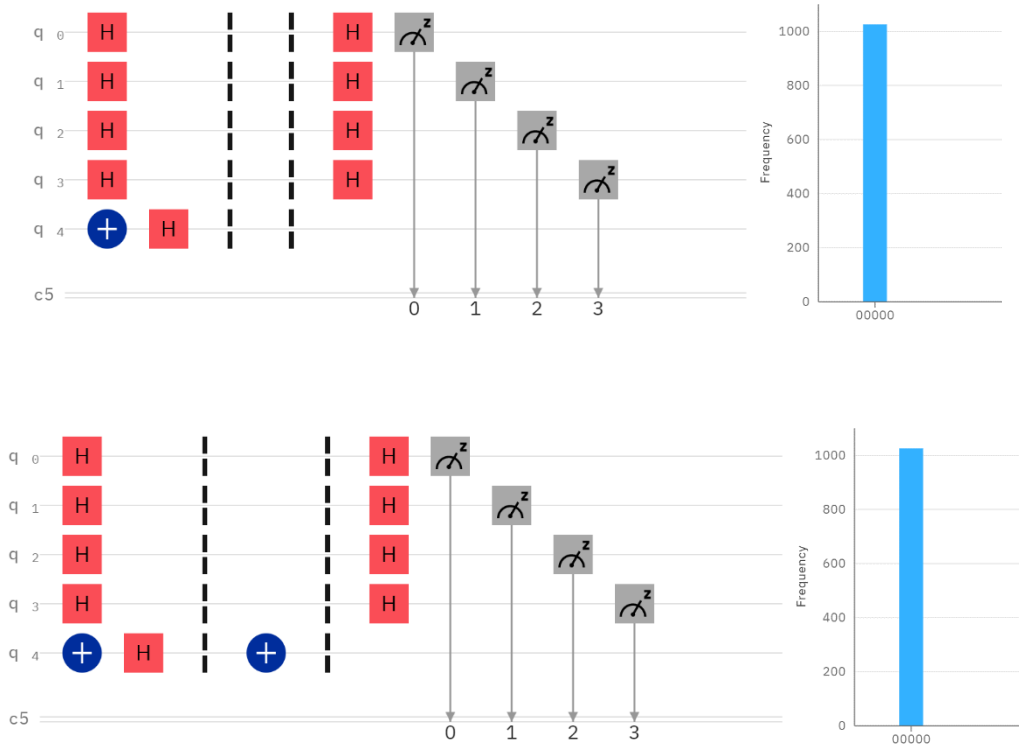 q 0 H H z
q 1 H H z
q 2 H H z
q 3 H H z
q 4 + H
c5
0 1 2 3
Frequency
1000
800
600
400
200
0
00000
q 0 H H z
q 1 H H z
q 2 H H z
q 3 H H z
q 4 + H +
c5
0 1 2 3
Frequency
1000
800
600
400
200
0
00000